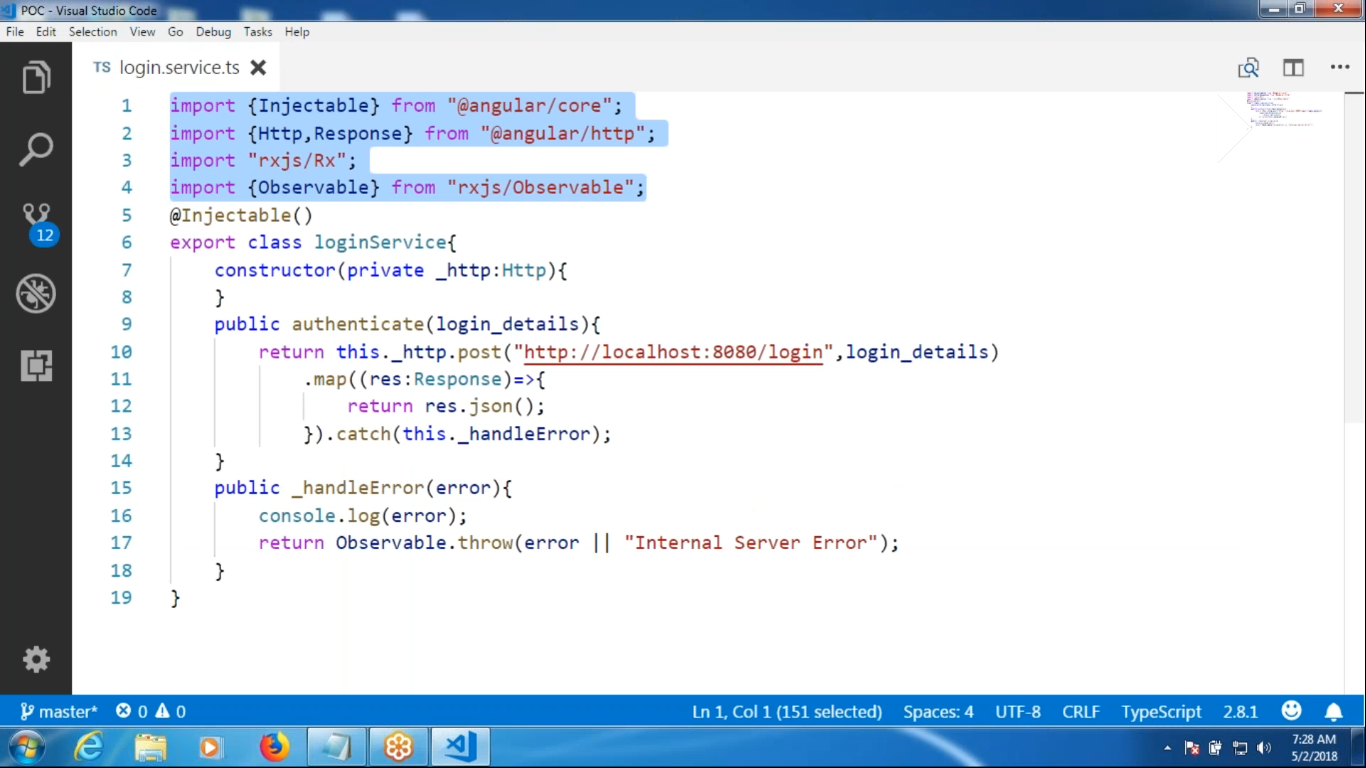 POC - Visual Studio Code
File Edit Selection View Go Debug Tasks Help
TS login.service.ts
1 import {Injectable} from "@angular/core";
2 import {Http,Response} from "@angular/http";
3 import "rxjs/Rx";
4 import {Observable} from "rxjs/Observable";
5 @Injectable()
6 export class loginService{
7 constructor(private _http:Http){
8 }
9 public authenticate(login_details){
10 return this._http.post("http://localhost:8080/login",login_details)
11 .map((res:Response)=>{
12 return res.json();
13 }).catch(this._handleError);
14 }
15 public _handleError(error){
16 console.log(error);
17 return Observable.throw(error || "Internal Server Error");
18 }
19 }
12
master* 0 0 Ln 1, Col 1 (151 selected) Spaces: 4 UTF-8 CRLF TypeScript 2.8.1
7:28 AM
5/2/2018